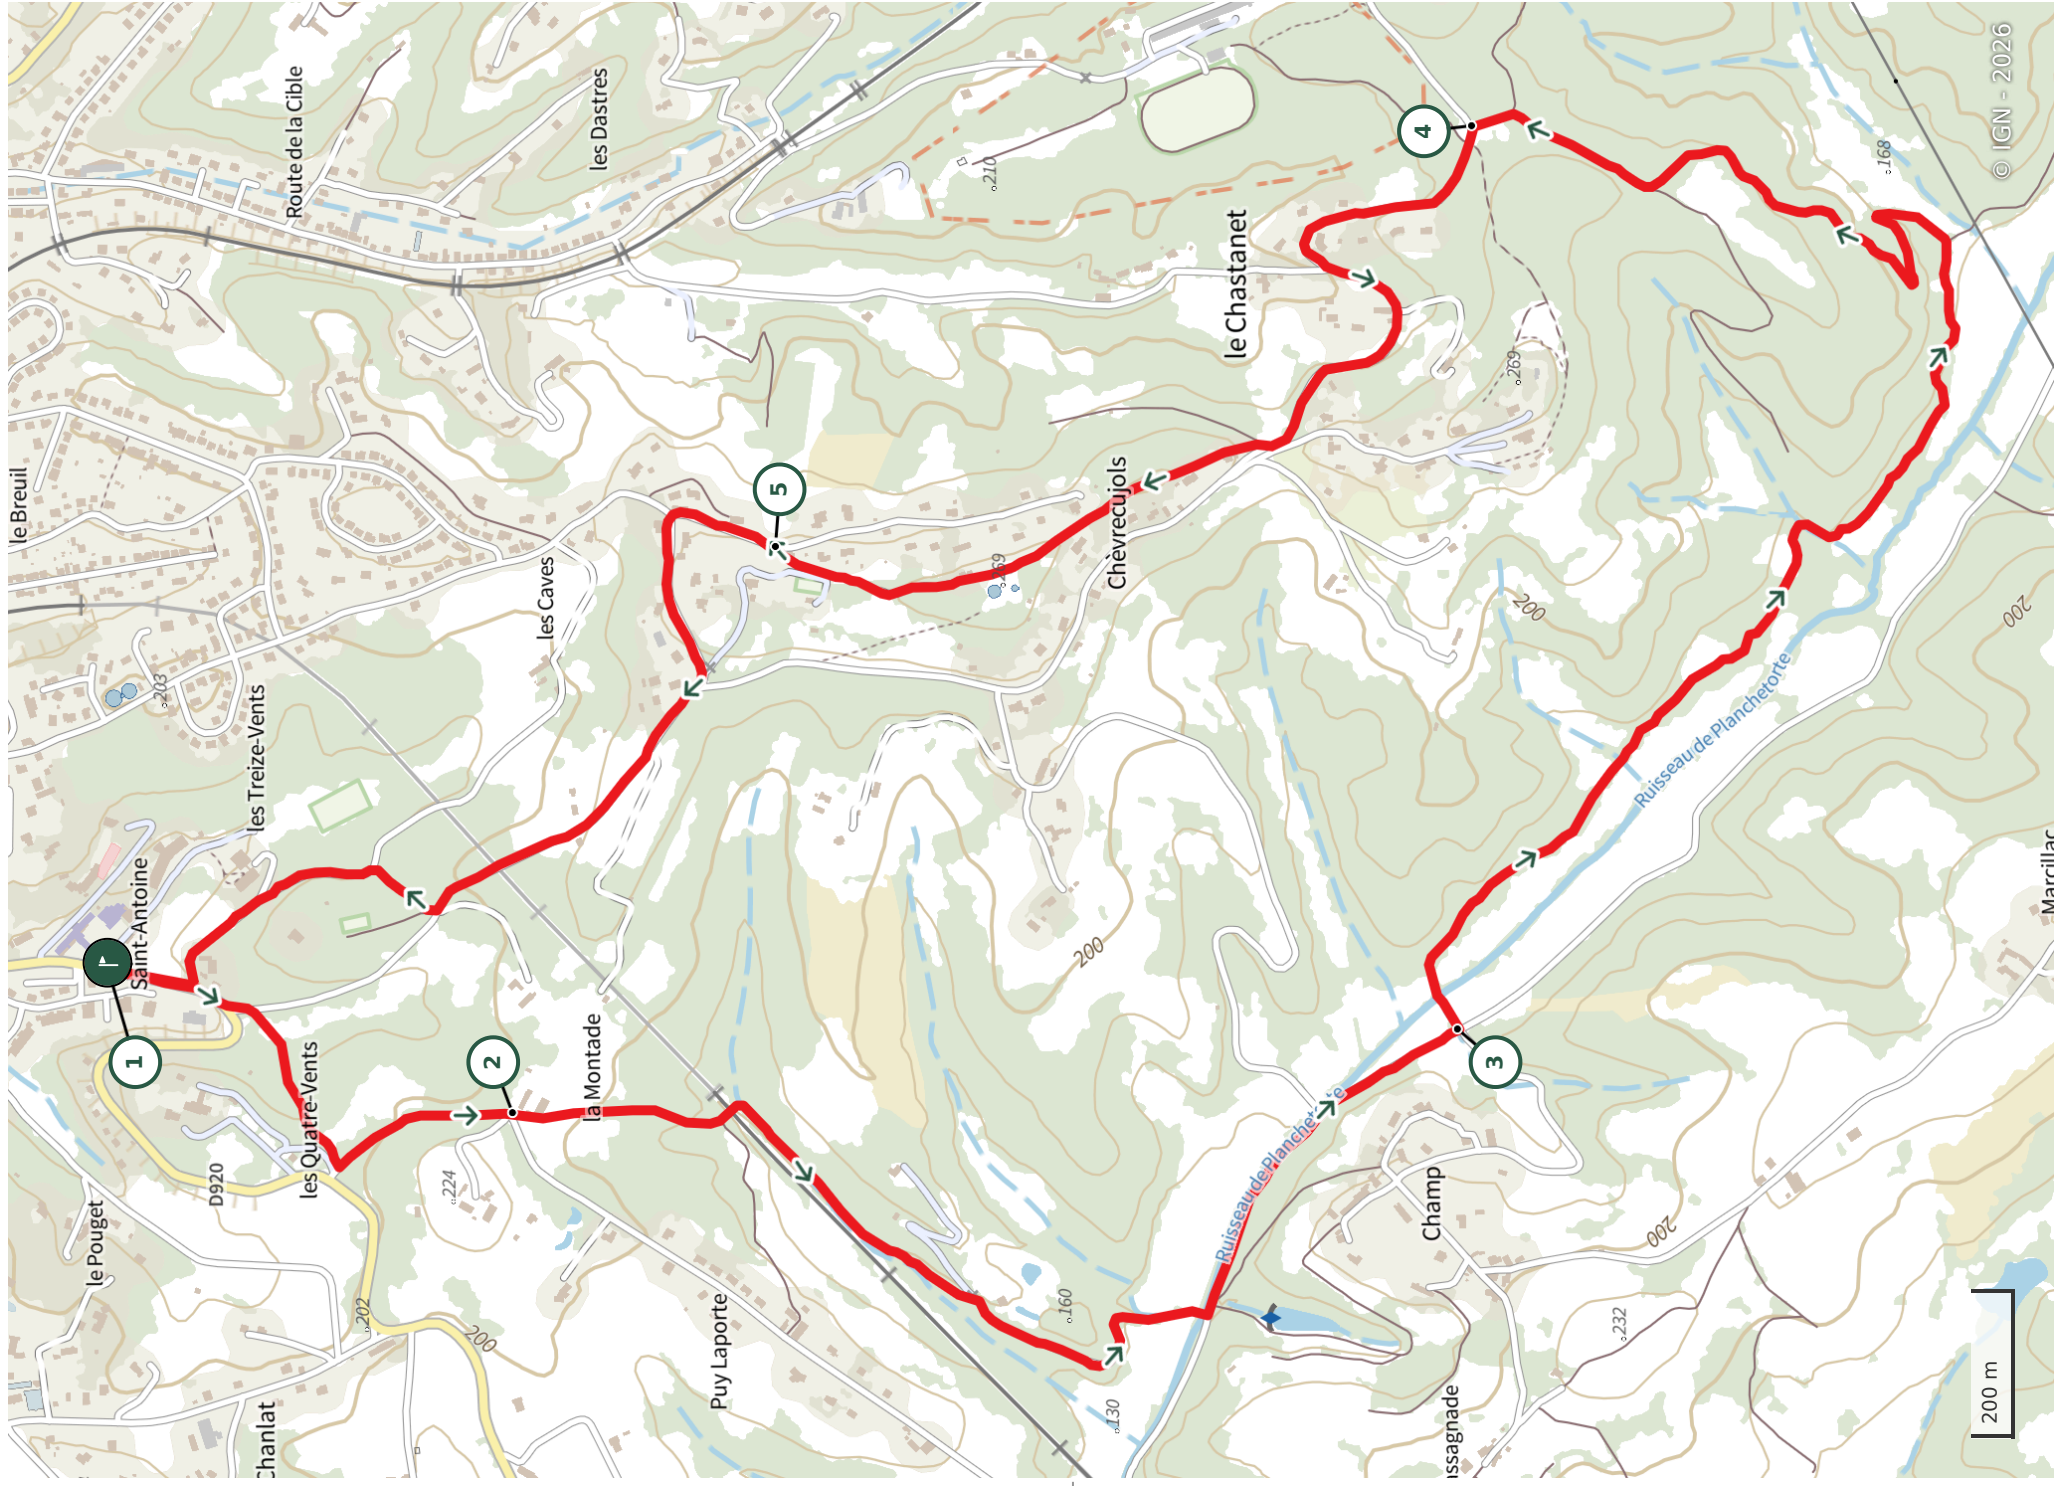 le Breuil
Route de la Cible
les Dastres
les Caves
203
les Treize-Vents
Saint-Antoine
1
le Pouget
D920
les Quatre-Vents
2
224
la Montade
202
200
Chanlat
Puy Laporte
160
130
5
269
Chèvrecujols
le Chastanet
210
4
168
269
200
200
200
Ruisseau de Planchetorte
Ruisseau de Planchetorte
3
Champ
200
232
Marcillac
assagnade
200 m
© IGN - 2026